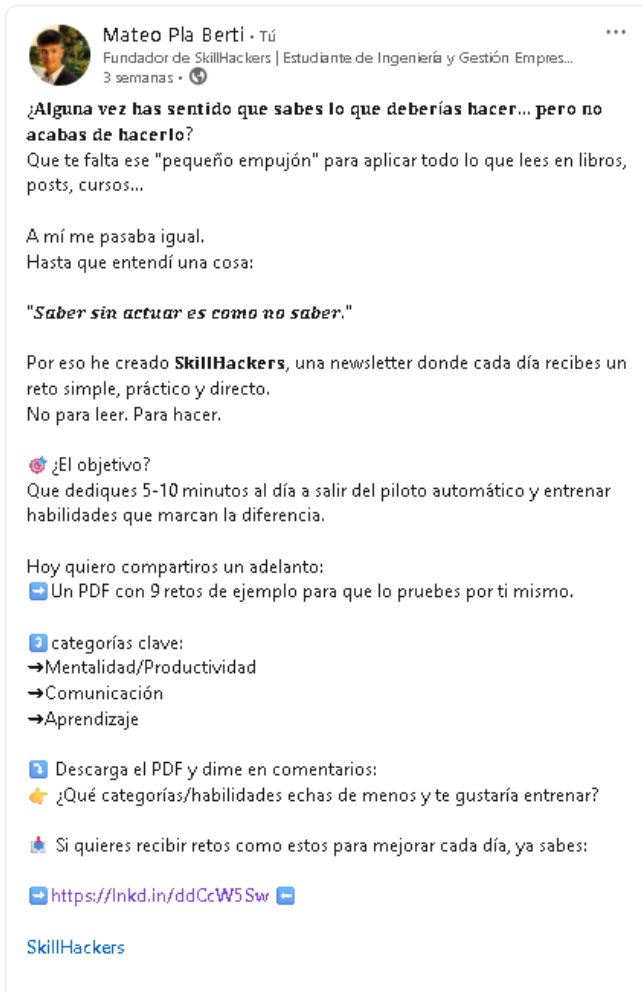 Mateo Pla Berti • Tú
Fundador de SkillHackers | Estudiante de Ingeniería y Gestión Empres...
3 semanas •
¿Alguna vez has sentido que sabes lo que deberías hacer... pero no
acabas de hacerlo?
Que te falta ese "pequeño empujón" para aplicar todo lo que lees en libros,
posts, cursos...
A mí me pasaba igual.
Hasta que entendí una cosa:
"Saber sin actuar es como no saber."
Por eso he creado SkillHackers, una newsletter donde cada día recibes un
reto simple, práctico y directo.
No para leer. Para hacer.
🎯 ¿El objetivo?
Que dediques 5-10 minutos al día a salir del piloto automático y entrenar
habilidades que marcan la diferencia.
Hoy quiero compartiros un adelanto:
➡️Un PDF con 9 retos de ejemplo para que lo pruebes por ti mismo.
3️⃣ categorías clave:
→Mentalidad/Productividad
→Comunicación
→Aprendizaje
⤵️ Descarga el PDF y dime en comentarios:
👉 ¿Qué categorías/habilidades echas de menos y te gustaría entrenar?
📩 Si quieres recibir retos como estos para mejorar cada día, ya sabes:
➡️https://lnkd.in/ddCcW5Sw ⬅️
SkillHackers